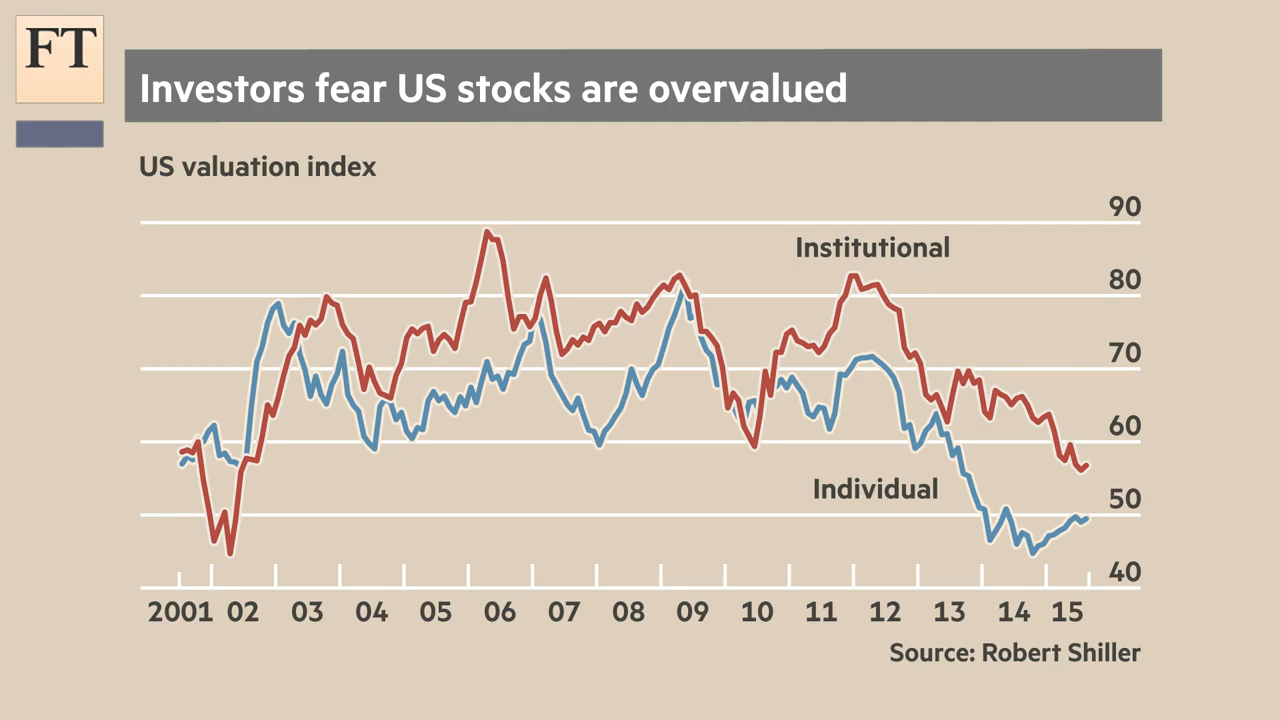 FT
Investors fear US stocks are overvalued
US valuation index
90
Institutional
80
70
60
Individual
50
40
2001 02 03 04 05 06 07 08 09 10 11 12 13 14 15
Source: Robert Shiller